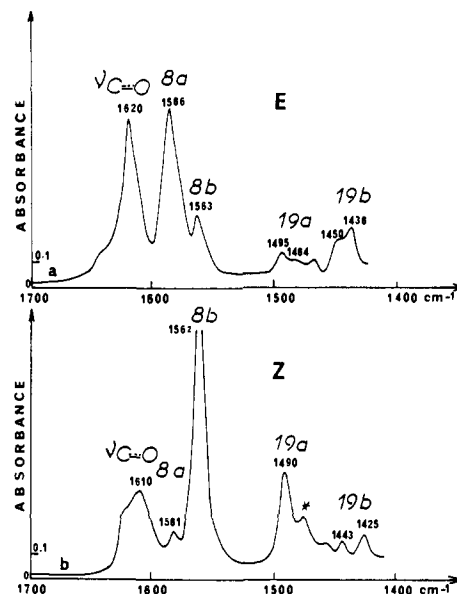 ABSORBANCE
νC⋯O
1620
8a
1586
8b
1563
E
19a
1495
1484
19b
1450
1438
0.1
a
0
1700
1600
1500
1400 cm⁻¹
ABSORBANCE
νC⋯O
1610
8a
1581
8b
1562
Z
19a
1490
*
19b
1443
1425
0.1
b
0
1700
1600
1500
1400 cm⁻¹